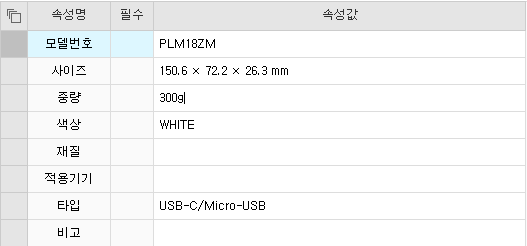 속성명 필수 속성값
모델번호 PLM18ZM
사이즈 150.6 × 72.2 × 26.3 mm
중량 300g
색상 WHITE
재질
적용기기
타입 USB-C/Micro-USB
비고